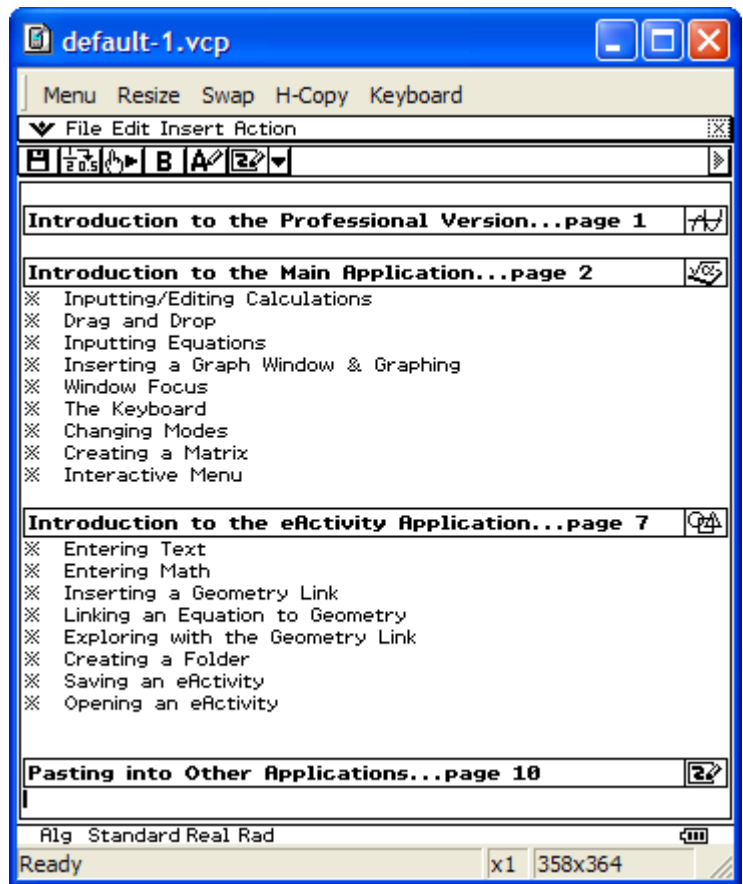 default-1.vcp
Menu Resize Swap H-Copy Keyboard
File Edit Insert Action
B
Introduction to the Professional Version...page 1
Introduction to the Main Application...page 2
※ Inputting/Editing Calculations
※ Drag and Drop
※ Inputting Equations
※ Inserting a Graph Window & Graphing
※ Window Focus
※ The Keyboard
※ Changing Modes
※ Creating a Matrix
※ Interactive Menu
Introduction to the eActivity Application...page 7
※ Entering Text
※ Entering Math
※ Inserting a Geometry Link
※ Linking an Equation to Geometry
※ Exploring with the Geometry Link
※ Creating a Folder
※ Saving an eActivity
※ Opening an eActivity
Pasting into Other Applications...page 10
Alg Standard Real Rad
Ready x1 358x364